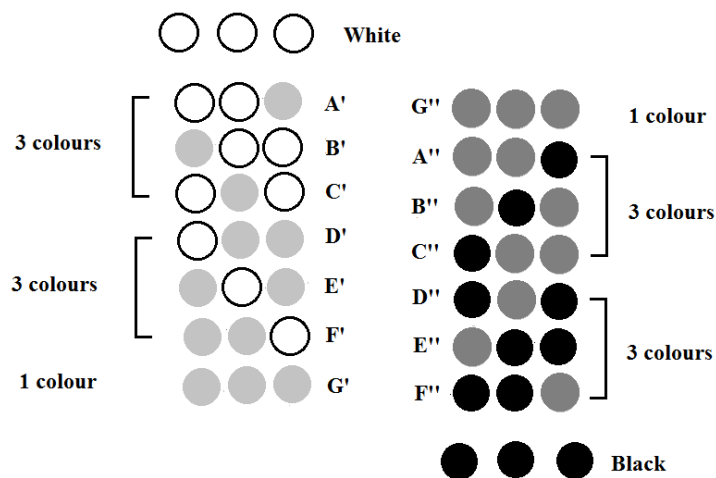 White
3 colours
A'
B'
C'
3 colours
D'
E'
F'
1 colour
G'
G'' 1 colour
A''
B'' 3 colours
C''
D''
E'' 3 colours
F''
Black